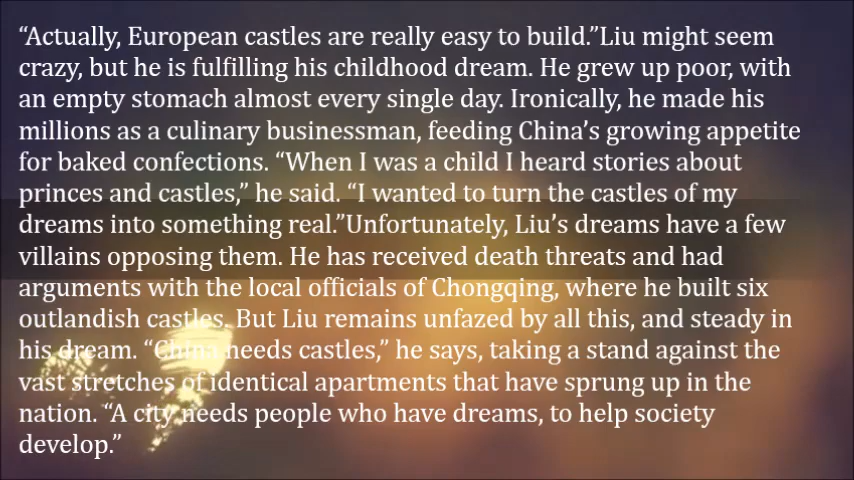 “Actually, European castles are really easy to build.”Liu might seem
crazy, but he is fulfilling his childhood dream. He grew up poor, with
an empty stomach almost every single day. Ironically, he made his
millions as a culinary businessman, feeding China’s growing appetite
for baked confections. “When I was a child I heard stories about
princes and castles,” he said. “I wanted to turn the castles of my
dreams into something real.”Unfortunately, Liu’s dreams have a few
villains opposing them. He has received death threats and had
arguments with the local officials of Chongqing, where he built six
outlandish castles. But Liu remains unfazed by all this, and steady in
his dream. “China needs castles,” he says, taking a stand against the
vast stretches of identical apartments that have sprung up in the
nation. “A city needs people who have dreams, to help society
develop.”